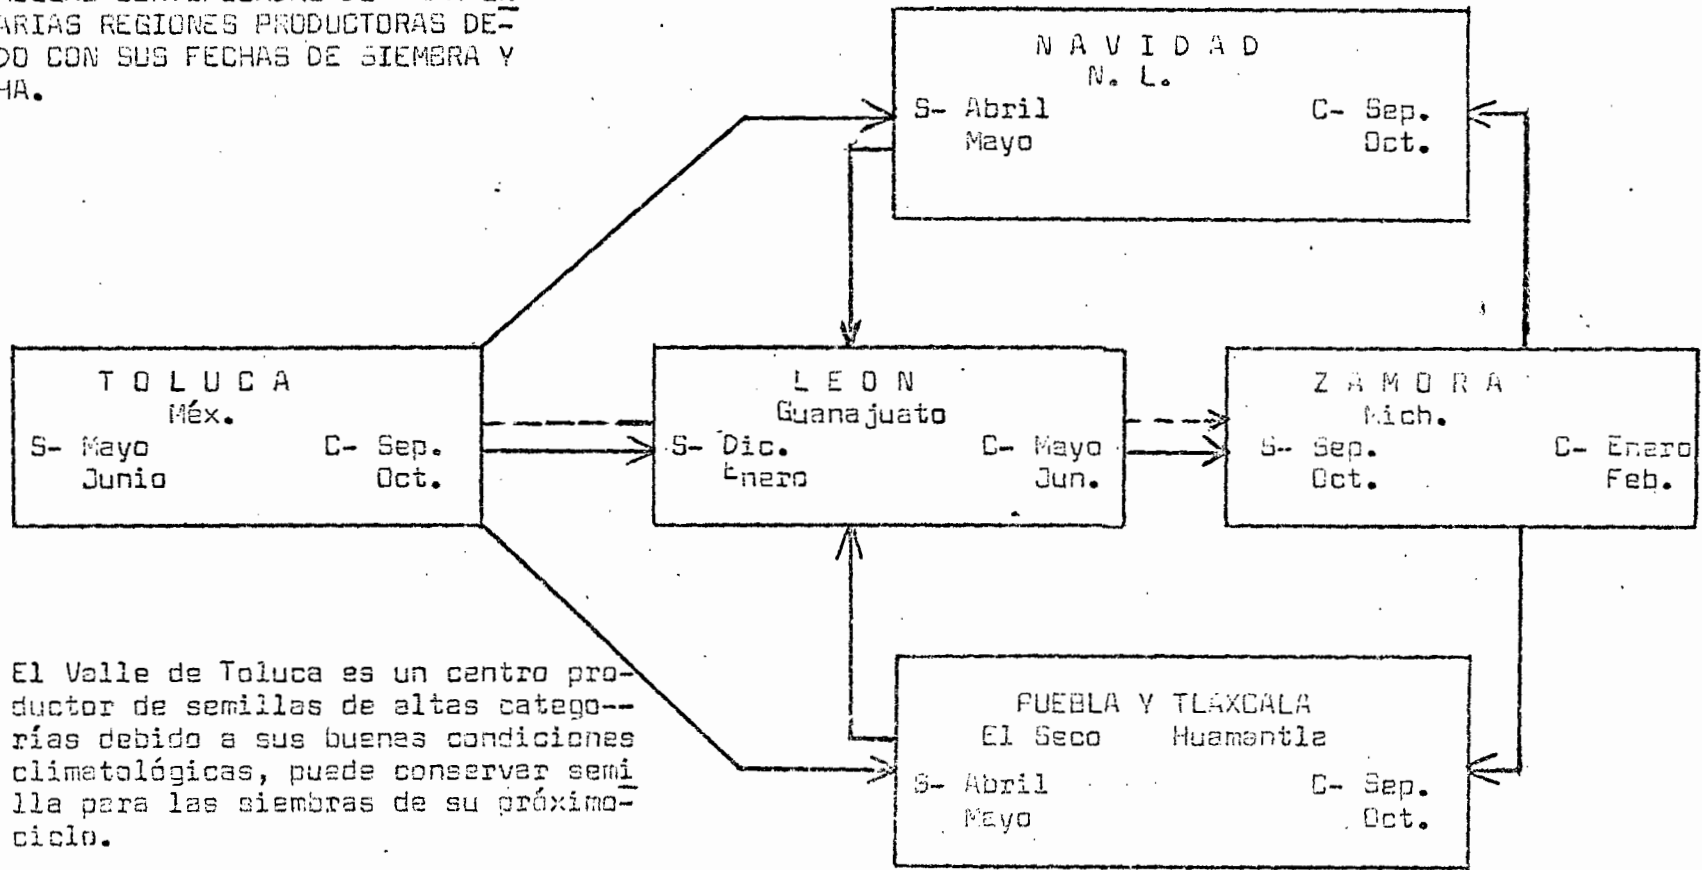 ARIAS REGIONES PRODUCTORAS DE-
DO CON SUS FECHAS DE SIEMBRA Y
HA.
N A V I D A D
N. L.
S- Abril C- Sep.
Mayo Oct.
T O L U C A
Méx.
S- Mayo C- Sep.
Junio Oct.
L E O N
Guanajuato
S- Dic. C- Mayo
Enero Jun.
Z A M O R A
Mich.
S- Sep. C- Enero
Oct. Feb.
El Valle de Toluca es un centro pro-
ductor de semillas de altas catego--
rías debido a sus buenas condiciones
climatológicas, puede conservar semi
lla para las siembras de su próximo-
ciclo.
PUEBLA Y TLAXCALA
El Seco Huamantla
S- Abril C- Sep.
Mayo Oct.